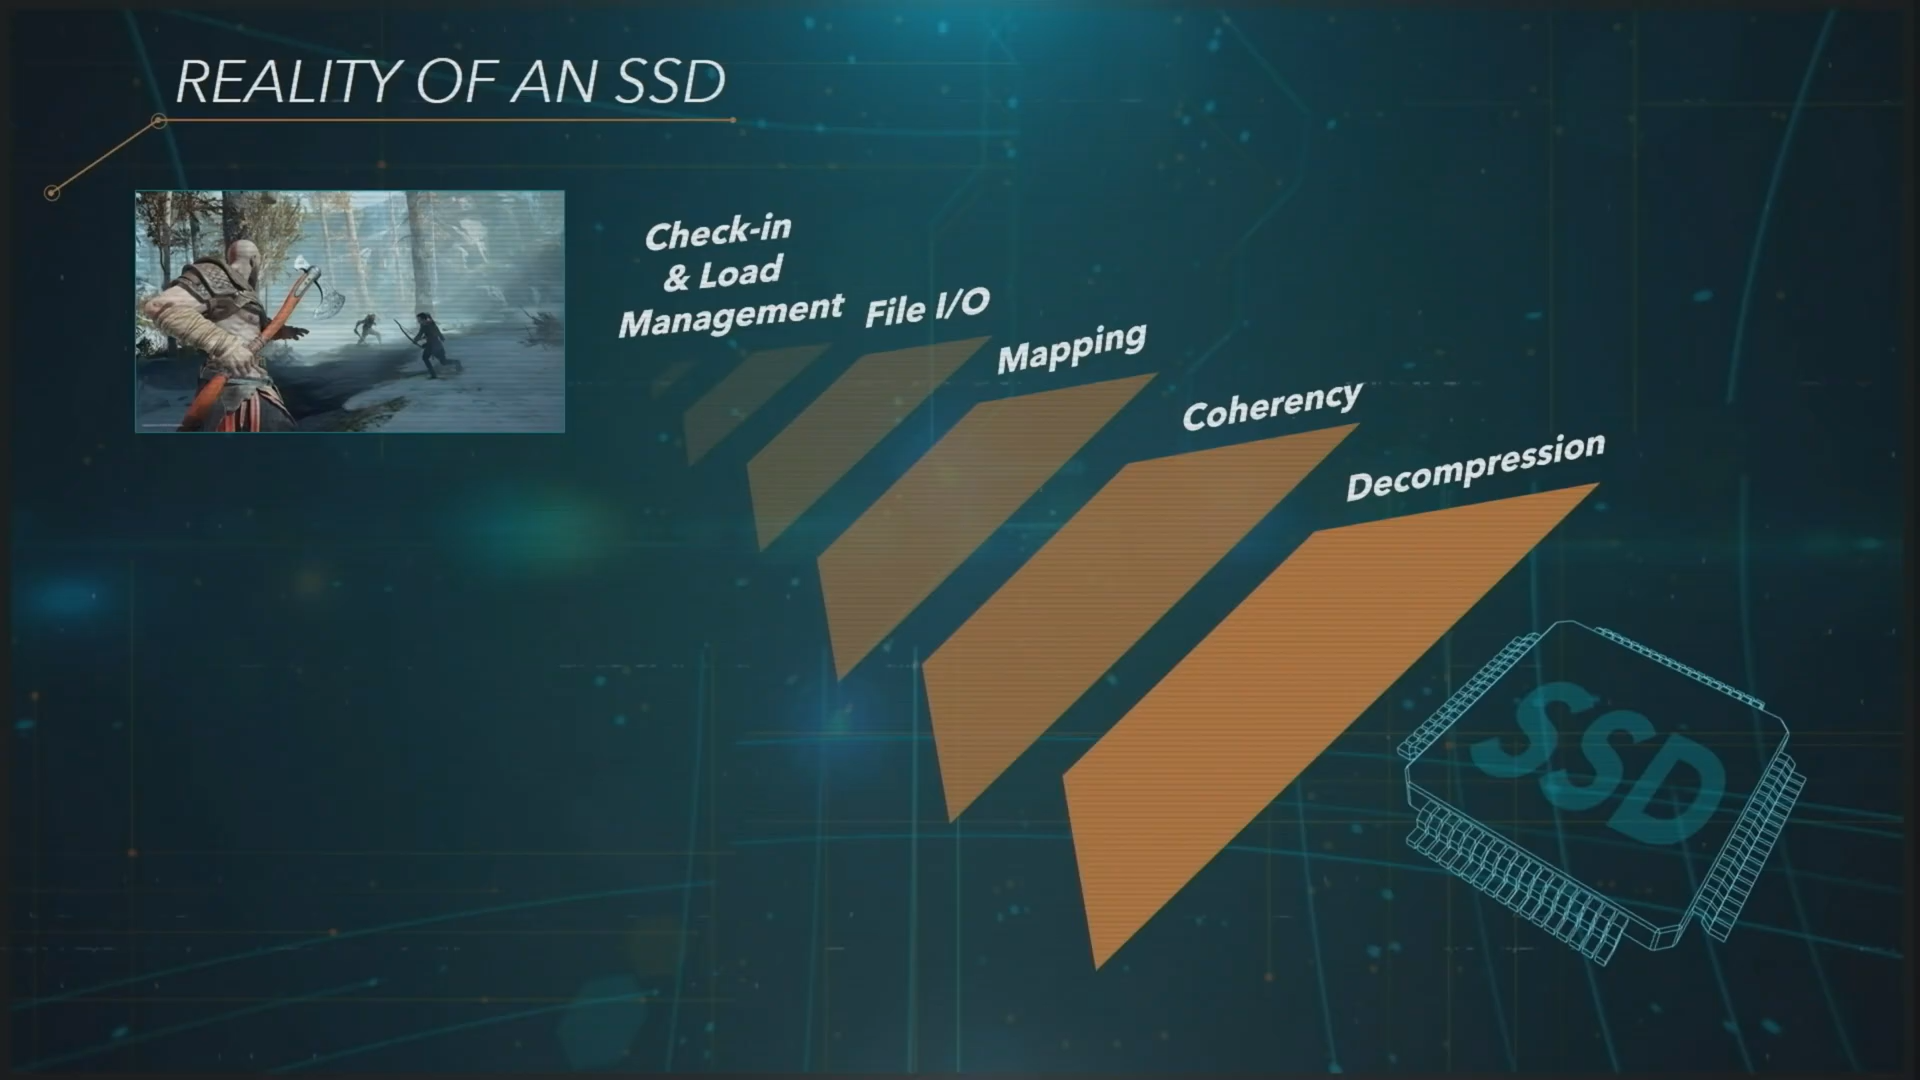 REALITY OF AN SSD
Check-in
& Load
Management
File I/O
Mapping
Coherency
Decompression
SSD